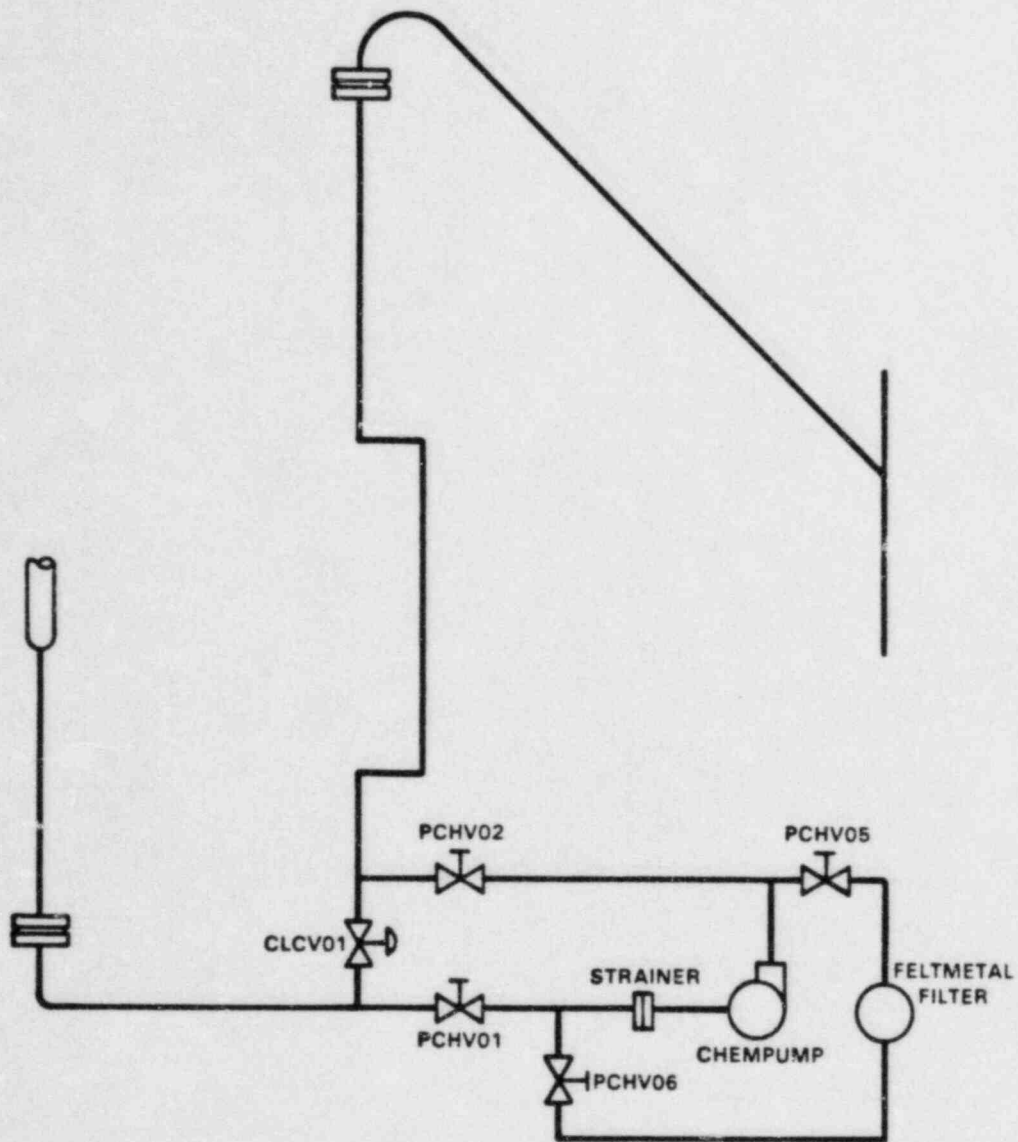 PCHV02
PCHV05
CLCV01
STRAINER
FELTMETAL
FILTER
PCHV01
CHEMPUMP
PCHV06